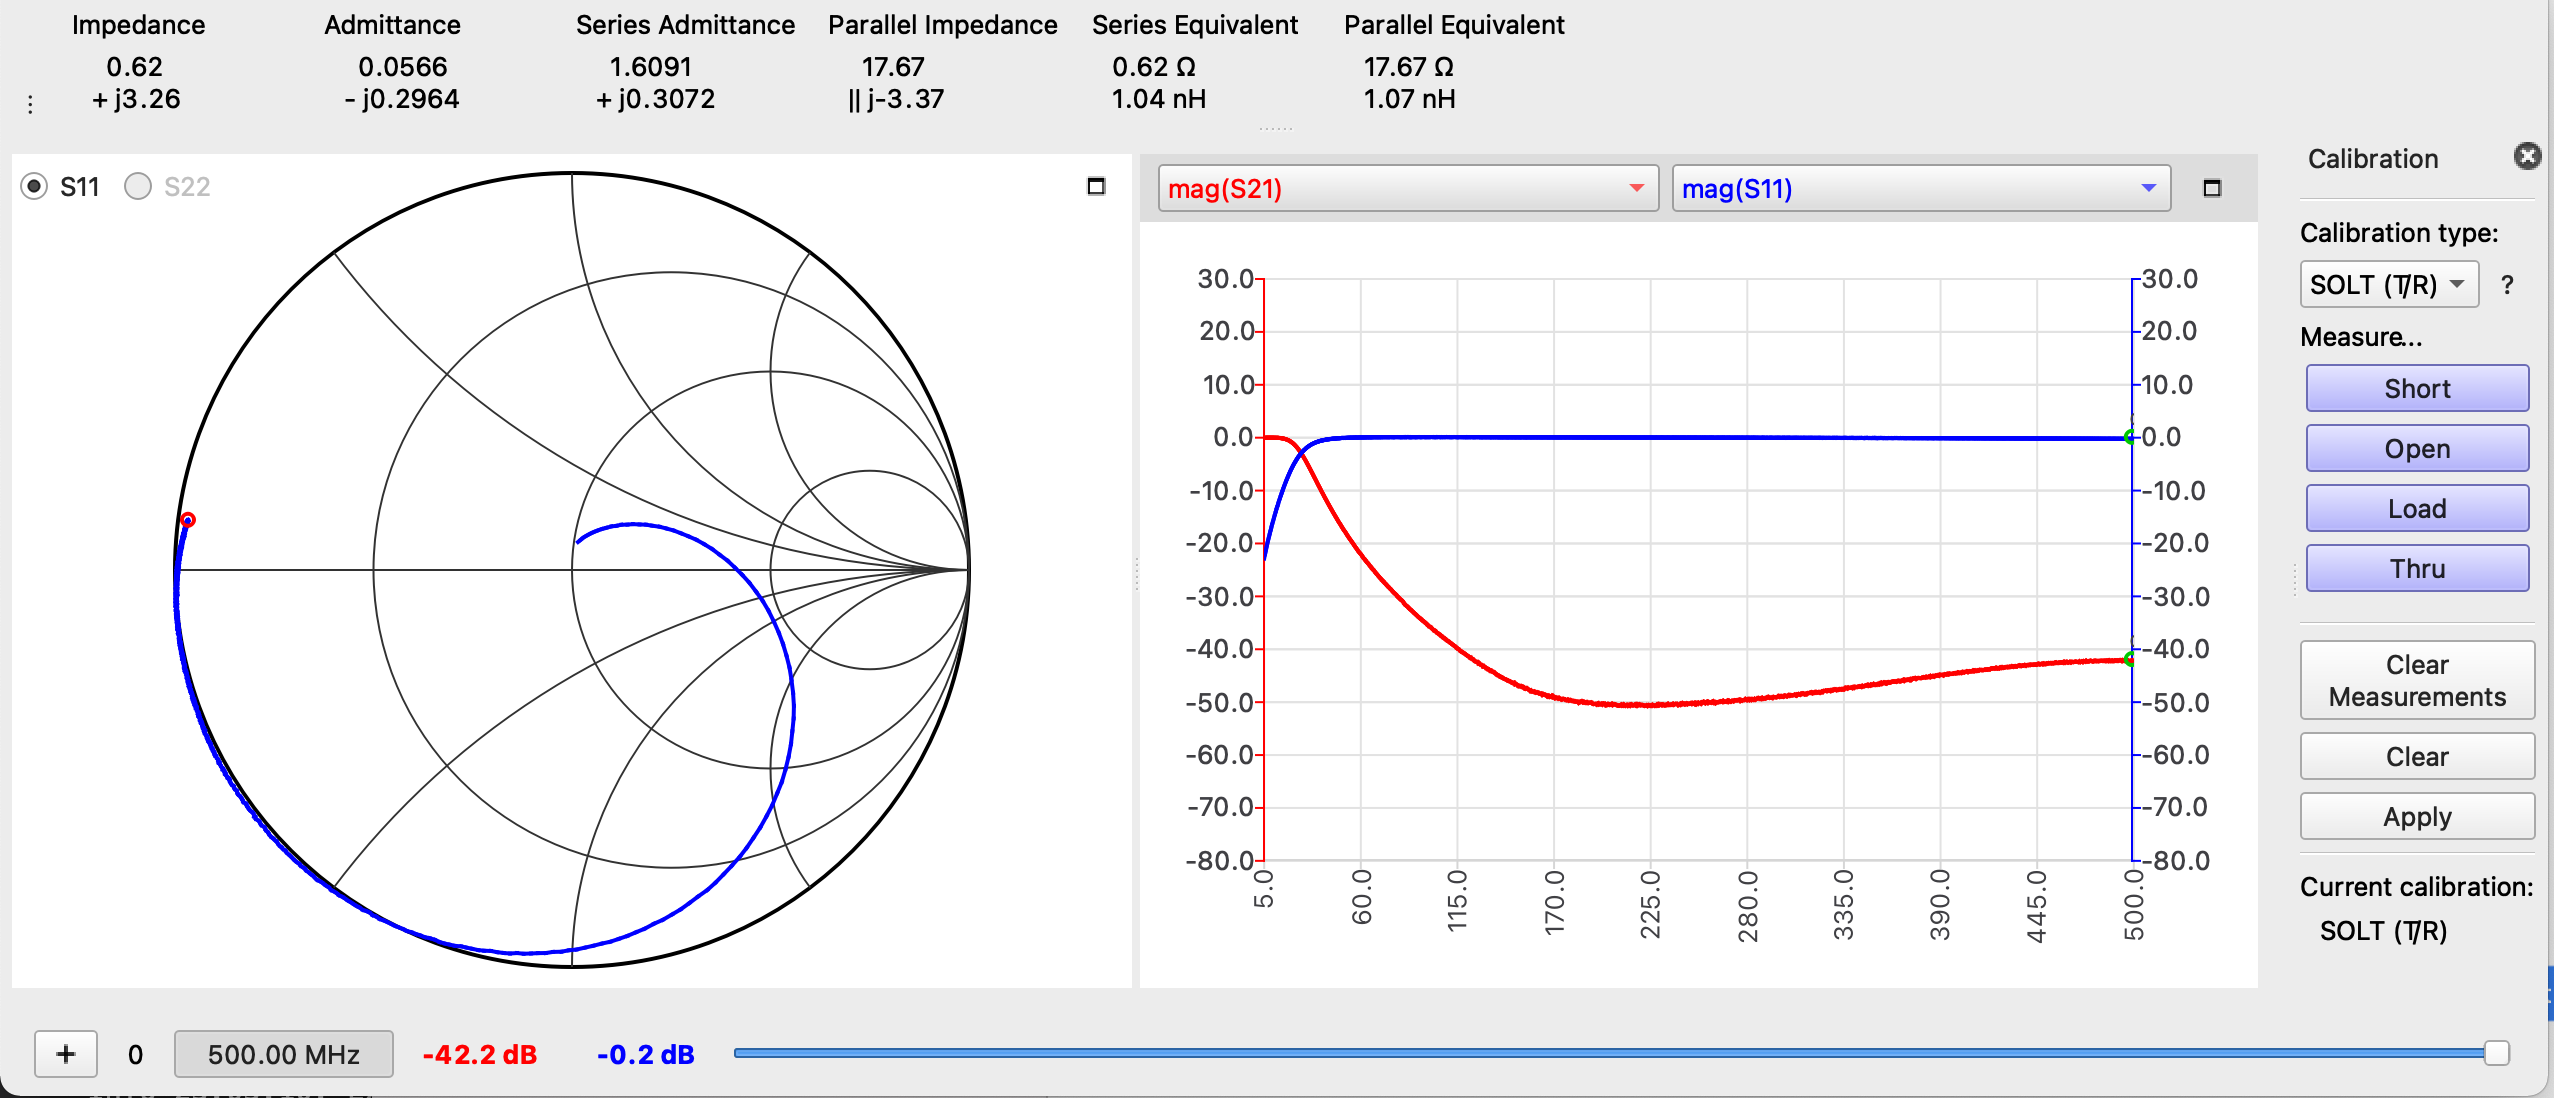 Impedance Admittance Series Admittance Parallel Impedance Series Equivalent Parallel Equivalent
0.62 0.0566 1.6091 17.67 0.62 Ω 17.67 Ω
+ j3.26 - j0.2964 + j0.3072 || j-3.37 1.04 nH 1.07 nH
S11 S22
mag(S21) mag(S11)
30.0 30.0
20.0 20.0
10.0 10.0
0.0 0.0
-10.0 -10.0
-20.0 -20.0
-30.0 -30.0
-40.0 -40.0
-50.0 -50.0
-60.0 -60.0
-70.0 -70.0
-80.0 -80.0
5.0 60.0 115.0 170.0 225.0 280.0 335.0 390.0 445.0 500.0
Calibration
Calibration type:
SOLT (T/R) ?
Measure...
Short
Open
Load
Thru
Clear
Measurements
Clear
Apply
Current calibration:
SOLT (T/R)
+ 0 500.00 MHz -42.2 dB -0.2 dB